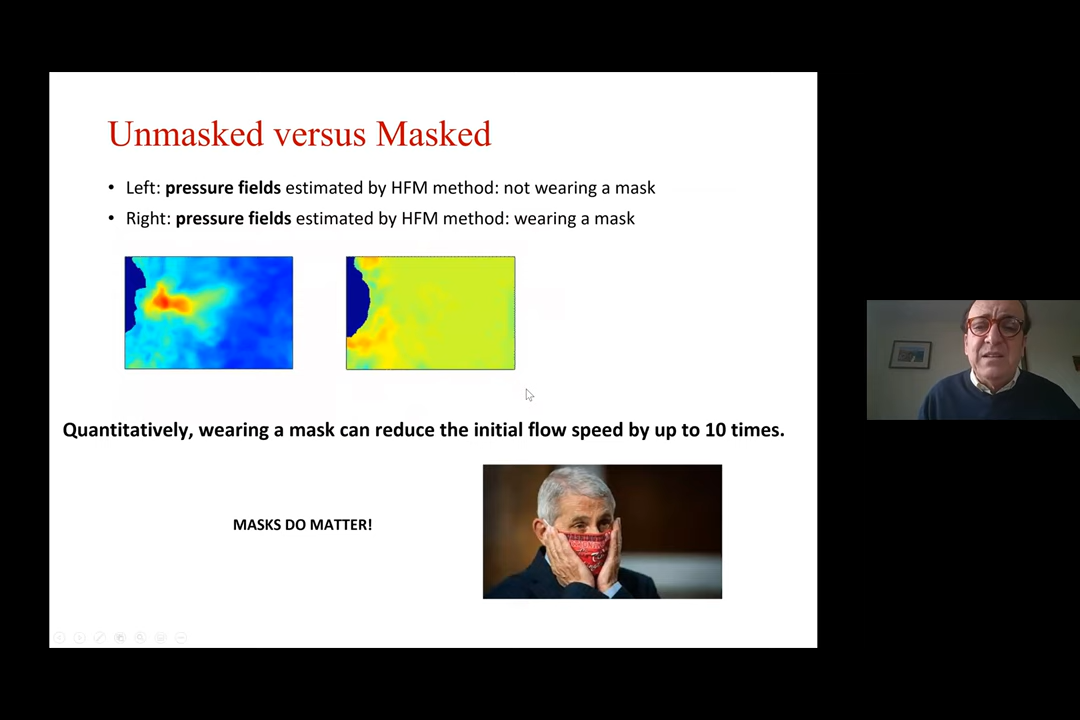 Unmasked versus Masked
• Left: pressure fields estimated by HFM method: not wearing a mask
• Right: pressure fields estimated by HFM method: wearing a mask
Quantitatively, wearing a mask can reduce the initial flow speed by up to 10 times.
MASKS DO MATTER!